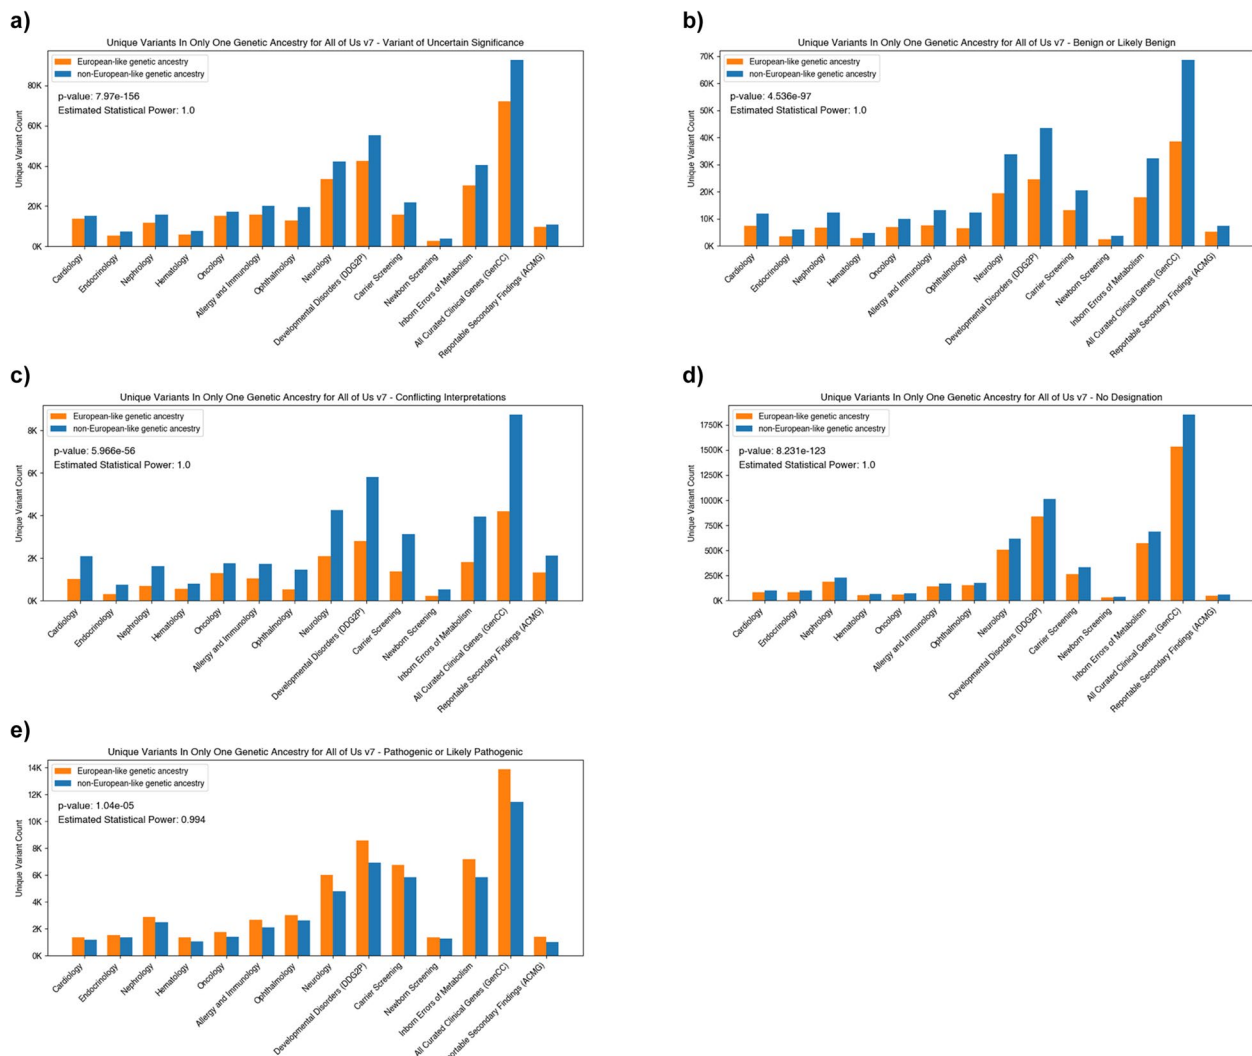 a)
Unique Variants In Only One Genetic Ancestry for All of Us v7 - Variant of Uncertain Significance
European-like genetic ancestry
non-European-like genetic ancestry
p-value: 7.97e-156
Estimated Statistical Power: 1.0
Unique Variant Count
80K
60K
40K
20K
0K
Cardiology
Endocrinology
Nephrology
Hematology
Oncology
Allergy and Immunology
Ophthalmology
Neurology
Developmental Disorders (DDG2P)
Carrier Screening
Newborn Screening
Inborn Errors of Metabolism
All Curated Clinical Genes (GenCC)
Reportable Secondary Findings (ACMG)
b)
Unique Variants In Only One Genetic Ancestry for All of Us v7 - Benign or Likely Benign
European-like genetic ancestry
non-European-like genetic ancestry
p-value: 4.536e-97
Estimated Statistical Power: 1.0
Unique Variant Count
70K
60K
50K
40K
30K
20K
10K
0K
Cardiology
Endocrinology
Nephrology
Hematology
Oncology
Allergy and Immunology
Ophthalmology
Neurology
Developmental Disorders (DDG2P)
Carrier Screening
Newborn Screening
Inborn Errors of Metabolism
All Curated Clinical Genes (GenCC)
Reportable Secondary Findings (ACMG)
c)
Unique Variants In Only One Genetic Ancestry for All of Us v7 - Conflicting Interpretations
European-like genetic ancestry
non-European-like genetic ancestry
p-value: 5.966e-56
Estimated Statistical Power: 1.0
Unique Variant Count
8K
6K
4K
2K
0K
Cardiology
Endocrinology
Nephrology
Hematology
Oncology
Allergy and Immunology
Ophthalmology
Neurology
Developmental Disorders (DDG2P)
Carrier Screening
Newborn Screening
Inborn Errors of Metabolism
All Curated Clinical Genes (GenCC)
Reportable Secondary Findings (ACMG)
d)
Unique Variants In Only One Genetic Ancestry for All of Us v7 - No Designation
European-like genetic ancestry
non-European-like genetic ancestry
p-value: 8.231e-123
Estimated Statistical Power: 1.0
Unique Variant Count
1750K
1500K
1250K
1000K
750K
500K
250K
0K
Cardiology
Endocrinology
Nephrology
Hematology
Oncology
Allergy and Immunology
Ophthalmology
Neurology
Developmental Disorders (DDG2P)
Carrier Screening
Newborn Screening
Inborn Errors of Metabolism
All Curated Clinical Genes (GenCC)
Reportable Secondary Findings (ACMG)
e)
Unique Variants In Only One Genetic Ancestry for All of Us v7 - Pathogenic or Likely Pathogenic
European-like genetic ancestry
non-European-like genetic ancestry
p-value: 1.04e-05
Estimated Statistical Power: 0.994
Unique Variant Count
14K
12K
10K
8K
6K
4K
2K
0K
Cardiology
Endocrinology
Nephrology
Hematology
Oncology
Allergy and Immunology
Ophthalmology
Neurology
Developmental Disorders (DDG2P)
Carrier Screening
Newborn Screening
Inborn Errors of Metabolism
All Curated Clinical Genes (GenCC)
Secondary Findings (ACMG)